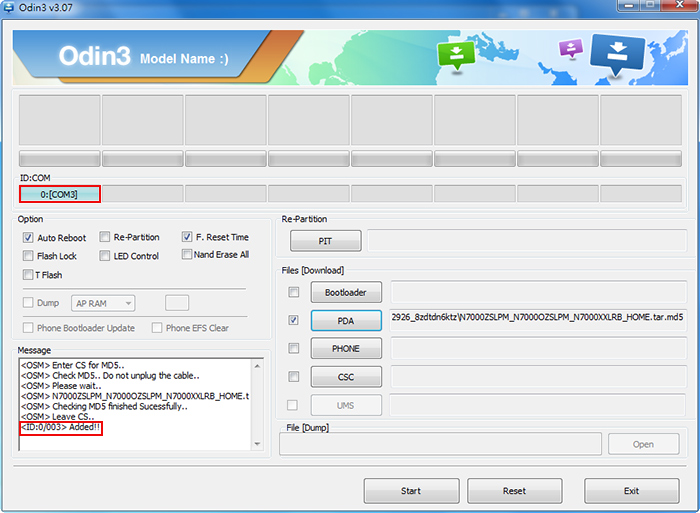 Odin3 v3.07
Odin3 Model Name :)
ID:COM
0:[COM3]
Option
Auto Reboot Re-Partition F. Reset Time
Flash Lock LED Control Nand Erase All
T Flash
Dump AP RAM
Phone Bootloader Update Phone EFS Clear
Message
<OSM> Enter CS for MD5..
<OSM> Check MD5.. Do not unplug the cable..
<OSM> Please wait..
<OSM> N7000ZSLPM_N7000OZSLPM_N7000XXLRB_HOME.t
<OSM> Checking MD5 finished Sucessfully..
<OSM> Leave CS..
<ID:0/003> Added!!
Re-Partition
PIT
Files [Download]
Bootloader
PDA 2926_8zdtdn6ktz\N7000ZSLPM_N7000OZSLPM_N7000XXLRB_HOME.tar.md5
PHONE
CSC
UMS
File [Dump]
Open
Start Reset Exit